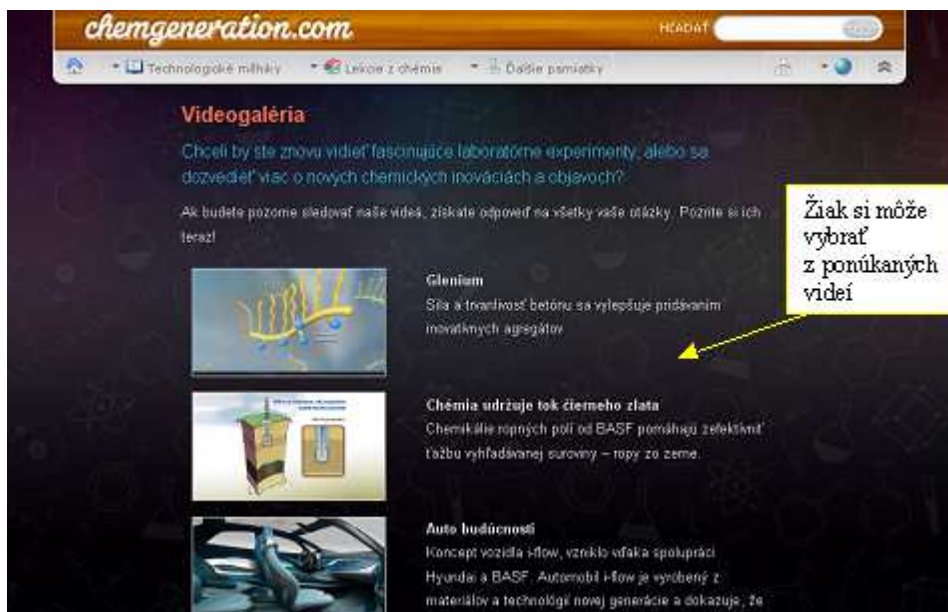 chemgeneration.com
HĽADAŤ
Technologické míľniky
Lekcie z chémie
Ďalšie pamiatky
Videogaléria
Chceli by ste znovu vidieť fascinujúce laboratórne experimenty, alebo sa
dozvedieť viac o nových chemických inováciách a objavoch?
Ak budete pozorne sledovať naše videá, získate odpoveď na všetky vaše otázky. Pozrite si ich
teraz!
Žiak si môže
vybrať
z ponúkaných
videí
Glenium
Sila a trvanlivosť betónu sa vylepšuje pridávaním
inovatívnych agregátov
Chémia udržuje tok čierneho zlata
Chemikálie ropných polí od BASF pomáhajú zefektívniť
ťažbu vyhľadávanej suroviny – ropy zo zeme.
Auto budúcnosti
Koncept vozidla i-flow, vzniklo vďaka spolupráci
Hyundai a BASF. Automobil i-flow je vyrobený z
materiálov a technológií novej generácie a dokazuje, že